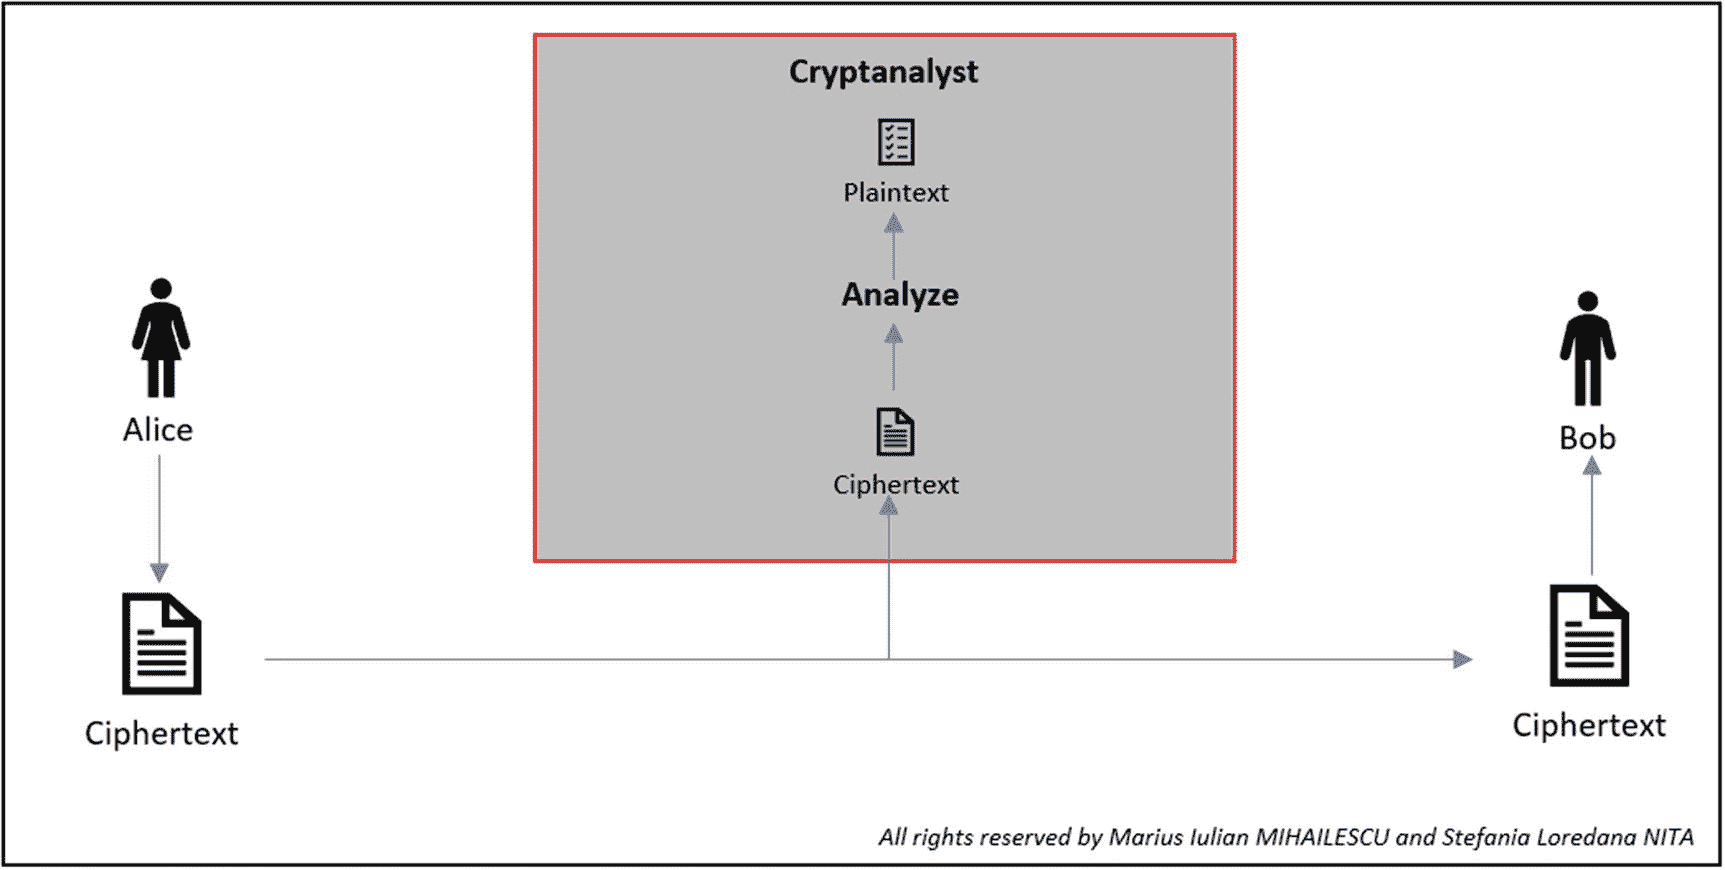 Cryptanalyst
Plaintext
Analyze
Ciphertext
Alice
Bob
Ciphertext
Ciphertext
All rights reserved by Marius Iulian MIHAILESCU and Stefania Loredana NITA